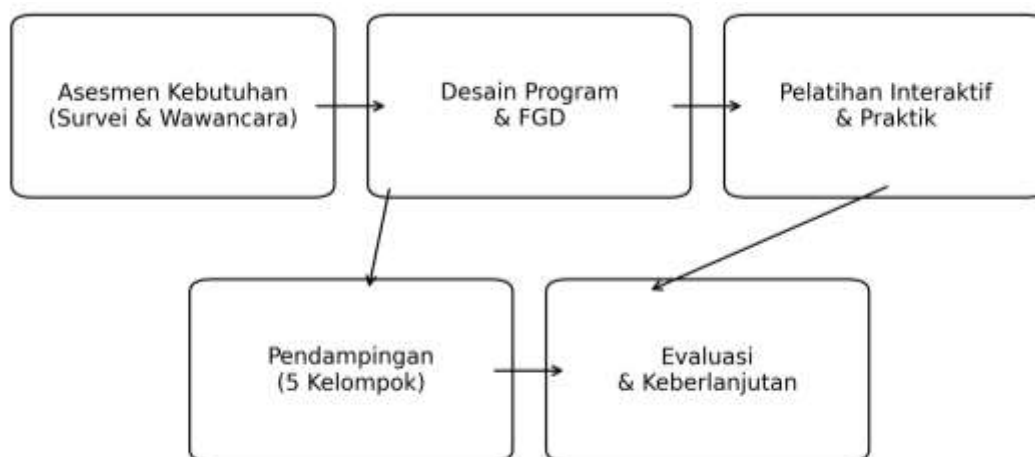 Asesmen Kebutuhan
(Survei & Wawancara)
Desain Program
& FGD
Pelatihan Interaktif
& Praktik
Pendampingan
(5 Kelompok)
Evaluasi
& Keberlanjutan